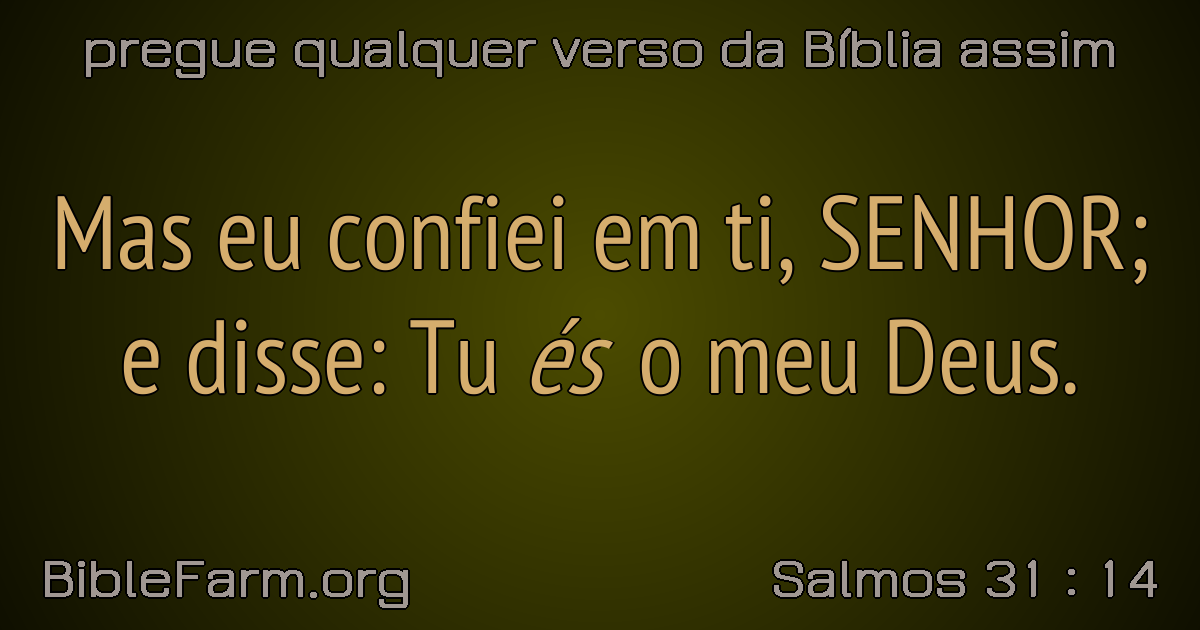 pregue qualquer verso da Bíblia assim
Mas eu confiei em ti, SENHOR;
e disse: Tu és o meu Deus.
BibleFarm.org
Salmos 31 : 14